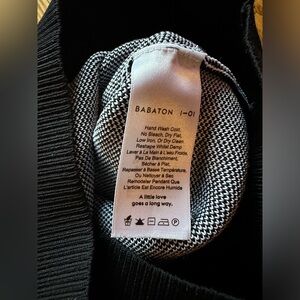 BABATON 1-01
Hand Wash Cold,
No Bleach, Dry Flat,
Low Iron, Or Dry Clean.
Reshape Whilst Damp
Laver à La Main à L'eau Froide.
Pas De Blanchiment,
Sécher à Plat,
Repasser à Basse Température,
Ou Nettoyer à Sec
Remodeler Pendant Que
L'article Est Encore Humide
A little love
goes a long way.